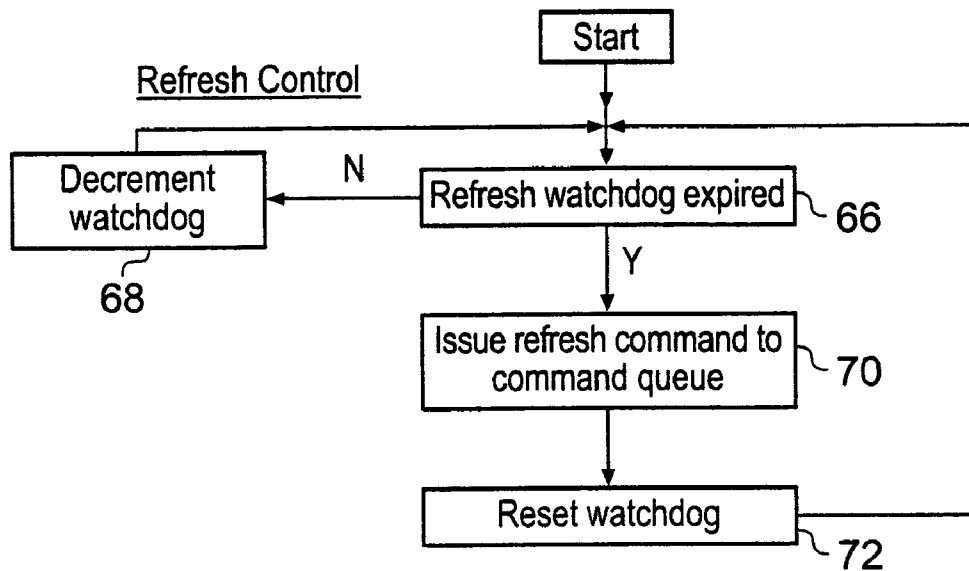 Start
Refresh Control
Decrement
watchdog
68
N
Refresh watchdog expired
66
Y
Issue refresh command to
command queue
70
Reset watchdog
72